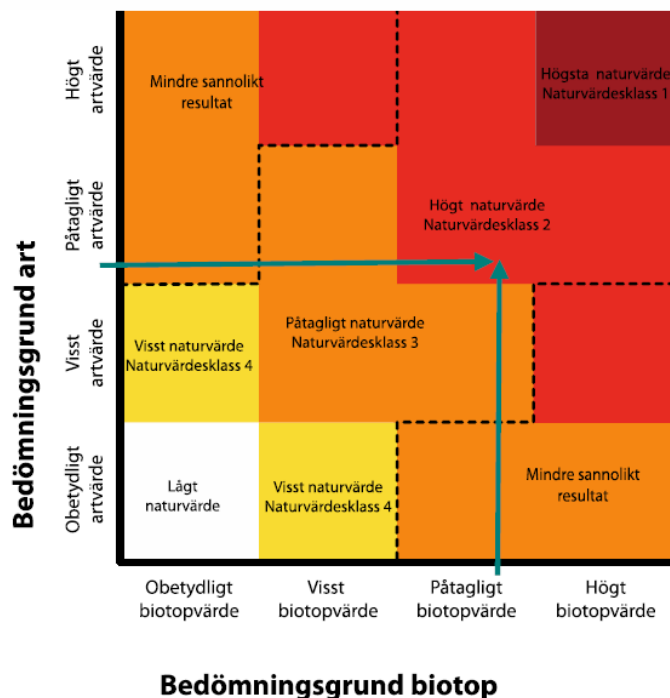 Bedömningsgrund art
Högt
artvärde
Påtagligt
artvärde
Visst
artvärde
Obetydligt
artvärde
Mindre sannolikt
resultat
Högsta naturvärde
Naturvärdesklass 1
Högt naturvärde
Naturvärdesklass 2
Visst naturvärde
Naturvärdesklass 4
Påtagligt naturvärde
Naturvärdesklass 3
Lågt
naturvärde
Visst naturvärde
Naturvärdesklass 4
Mindre sannolikt
resultat
Obetydligt
biotopvärde
Visst
biotopvärde
Påtagligt
biotopvärde
Högt
biotopvärde
Bedömningsgrund biotop